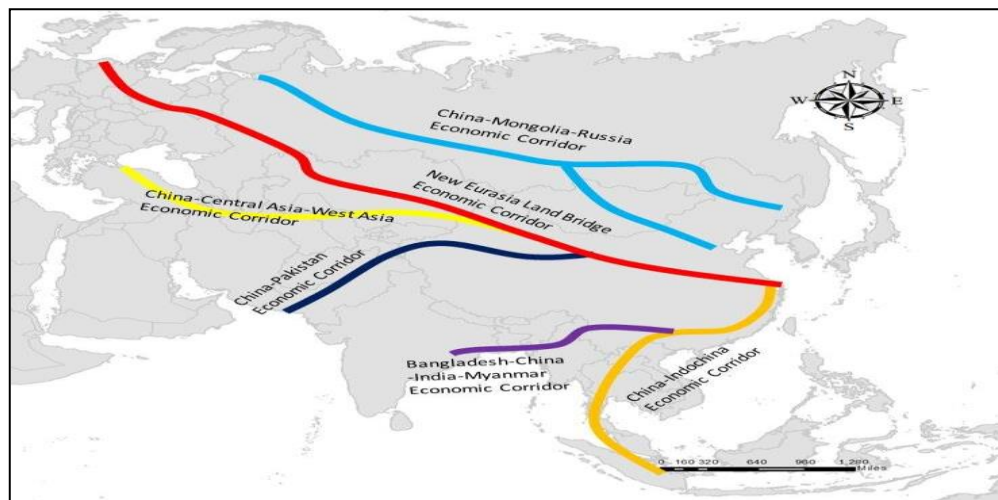 N
W E
S
China-Mongolia-Russia
Economic Corridor
New Eurasia Land Bridge
Economic Corridor
China-Central Asia-West Asia
Economic Corridor
China-Pakistan
Economic Corridor
Bangladesh-China
-India-Myanmar
Economic Corridor
China-Indochina
Economic Corridor
0 160 320 640 960 1,280
Miles